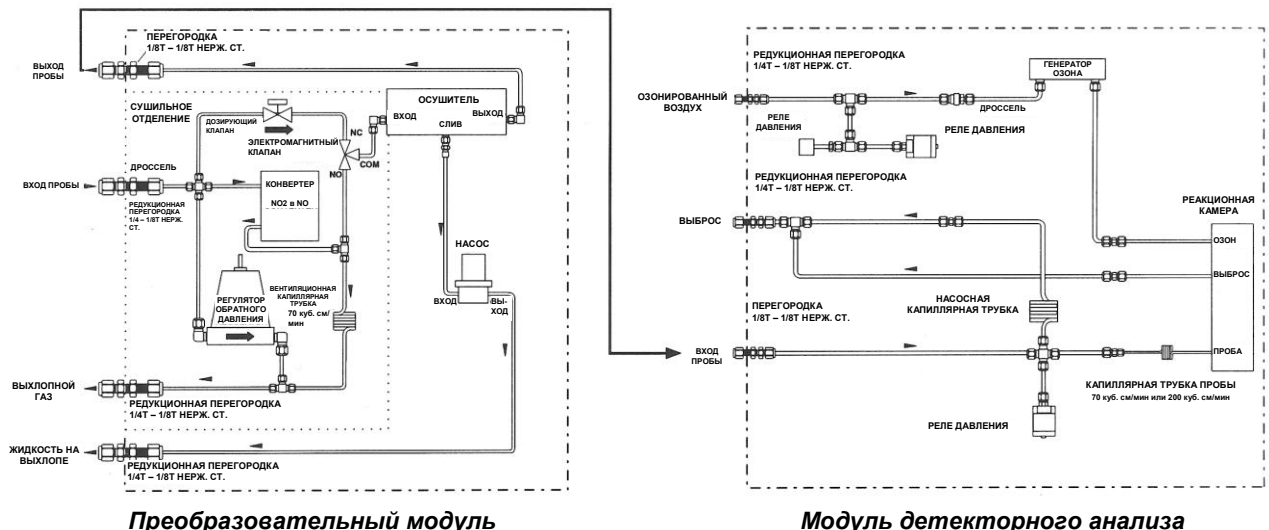 ПЕРЕГОРОДКА
1/8Т – 1/8Т НЕРЖ. СТ.
ВЫХОД
ПРОБЫ
СУШИЛЬНОЕ
ОТДЕЛЕНИЕ
ДОЗИРУЮЩИЙ
КЛАПАН
ЭЛЕКТРОМАГНИТНЫЙ
КЛАПАН
NC
COM
NO
ОСУШИТЕЛЬ
ВХОД
ВЫХОД
СЛИВ
ДРОССЕЛЬ
ВХОД ПРОБЫ
РЕДУКЦИОННАЯ
ПЕРЕГОРОДКА
1/4 – 1/8Т НЕРЖ.
СТ.
КОНВЕРТЕР
NO2 в NO
НАСОС
ВХОД
ВЫ-
ХОД
РЕГУЛЯТОР
ОБРАТНОГО
ДАВЛЕНИЯ
ВЕНТИЛЯЦИОННАЯ
КАПИЛЛЯРНАЯ
ТРУБКА
70 куб. см/
мин
ВЫХЛОПНОЙ
ГАЗ
РЕДУКЦИОННАЯ ПЕРЕГОРОДКА
1/4Т – 1/8Т НЕРЖ. СТ.
ЖИДКОСТЬ НА
ВЫХЛОПЕ
РЕДУКЦИОННАЯ ПЕРЕГОРОДКА
1/4Т – 1/8Т НЕРЖ. СТ.
Преобразовательный модуль
РЕДУКЦИОННАЯ ПЕРЕГОРОДКА
1/4Т – 1/8Т НЕРЖ. СТ.
ГЕНЕРАТОР
ОЗОНА
ОЗОНИРОВАННЫЙ
ВОЗДУХ
ДРОССЕЛЬ
РЕЛЕ
ДАВЛЕНИЯ
РЕЛЕ ДАВЛЕНИЯ
РЕДУКЦИОННАЯ ПЕРЕГОРОДКА
1/4Т – 1/8Т НЕРЖ. СТ.
ВЫБРОС
РЕАКЦИОННАЯ
КАМЕРА
ОЗОН
ВЫБРОС
ПРОБА
НАСОСНАЯ
КАПИЛЛЯРНАЯ ТРУБКА
ПЕРЕГОРОДКА
1/8Т – 1/8Т НЕРЖ. СТ.
ВХОД
ПРОБЫ
КАПИЛЛЯРНАЯ ТРУБКА ПРОБЫ
70 куб. см/мин или 200 куб. см/мин
РЕЛЕ ДАВЛЕНИЯ
Модуль детекторного анализа